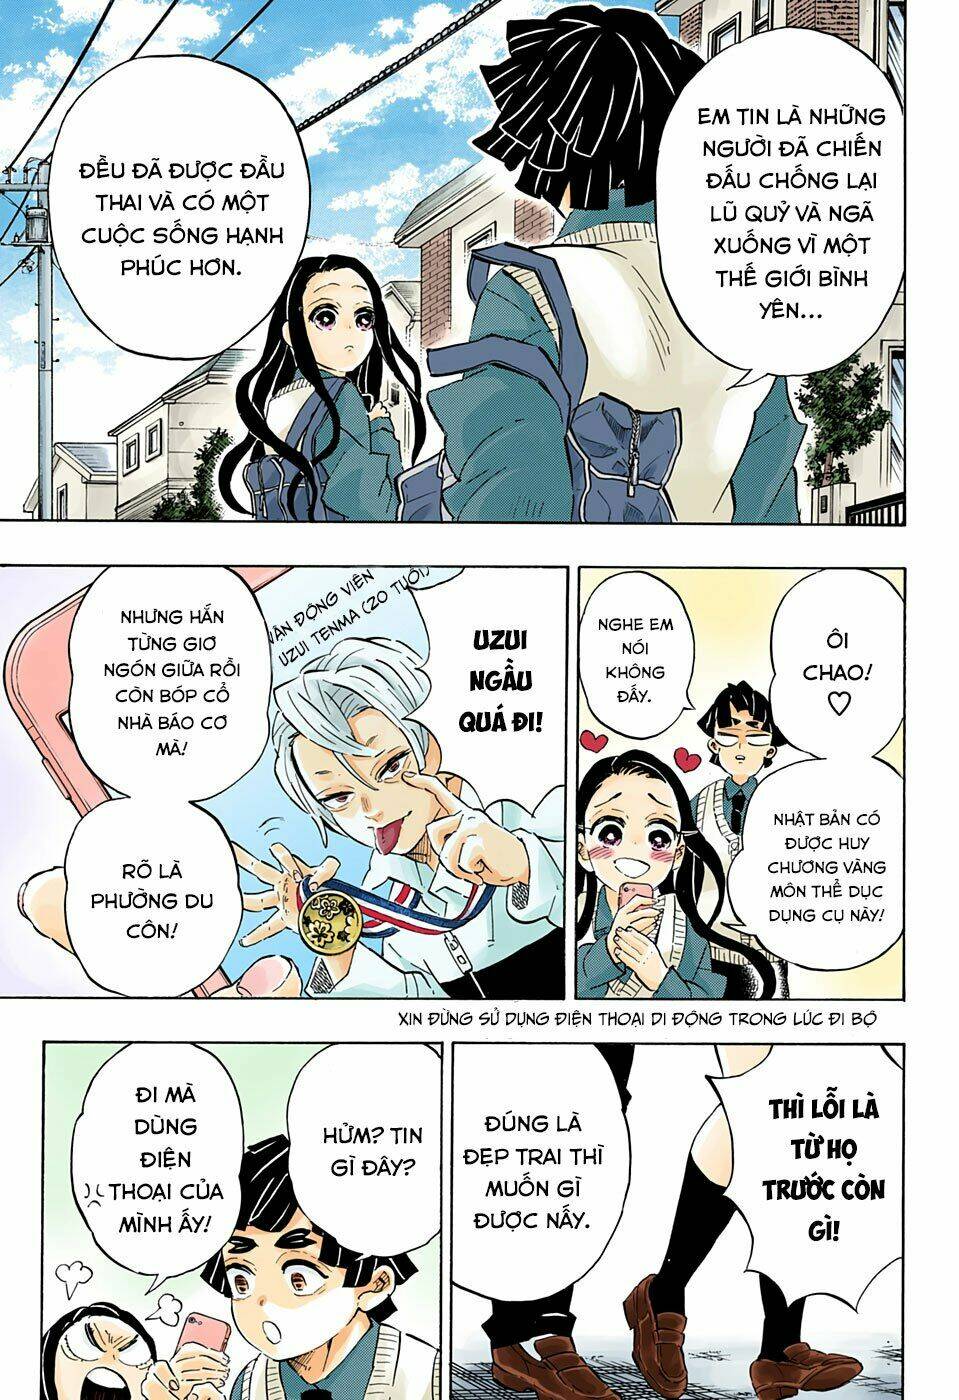 EM TIN LÀ NHỮNG
NGƯỜI ĐÃ CHIẾN
ĐẤU CHỐNG LẠI
LŨ QUỶ VÀ NGÃ
XUỐNG VÌ MỘT
THẾ GIỚI BÌNH
YÊN...
ĐỀU ĐÃ ĐƯỢC ĐẦU
THAI VÀ CÓ MỘT
CUỘC SỐNG HẠNH
PHÚC HƠN.
ÔI
CHAO!
♡
NGHE EM
NÓI
KHÔNG
ĐẤY.
NHẬT BẢN CÓ
ĐƯỢC HUY
CHƯƠNG VÀNG
MÔN THỂ DỤC
DỤNG CỤ NÀY!
UZUI
NGẦU
QUÁ ĐI!
VẬN ĐỘNG VIÊN
UZUI TENMA (20 TUỔI)
NHƯNG HẮN
TỪNG GIƠ
NGÓN GIỮA RỒI
CÒN BÓP CỔ
NHÀ BÁO CƠ
MÀ!
RÕ LÀ
PHƯỜNG DU
CÔN!
XIN ĐỪNG SỬ DỤNG ĐIỆN THOẠI DI ĐỘNG TRONG LÚC ĐI BỘ
THÌ LỖI LÀ
TỪ HỌ
TRƯỚC CÒN
GÌ!
ĐÚNG LÀ
ĐẸP TRAI THÌ
MUỐN GÌ
ĐƯỢC NẤY.
HỬM? TIN
GÌ ĐÂY?
ĐI MÀ
DÙNG
ĐIỆN
THOẠI CỦA
MÌNH ẤY!